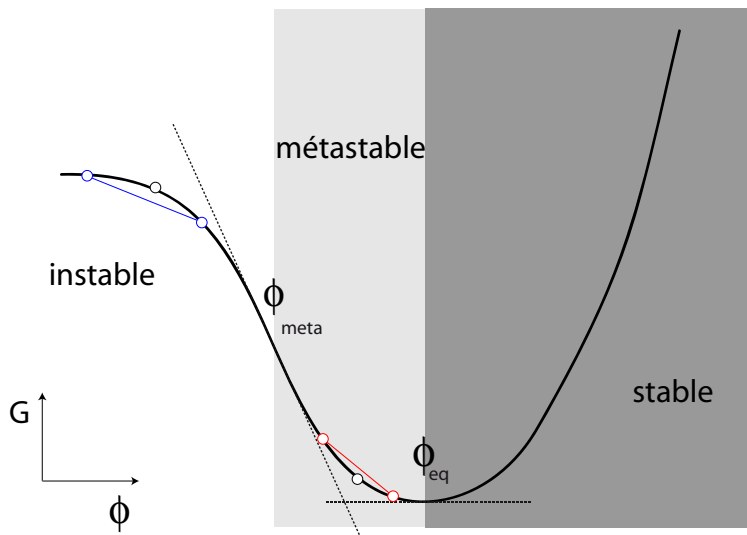 métastable
instable
ϕ
meta
stable
G
ϕ
eq
ϕ